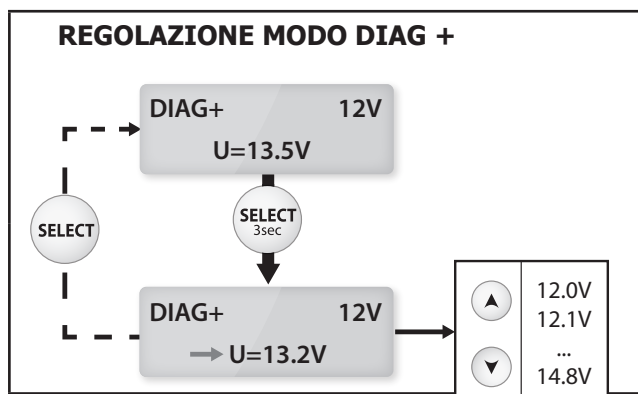 REGOLAZIONE MODO DIAG +
DIAG+ 12V
U=13.5V
SELECT
SELECT
3sec
DIAG+ 12V
U=13.2V
12.0V
12.1V
...
14.8V